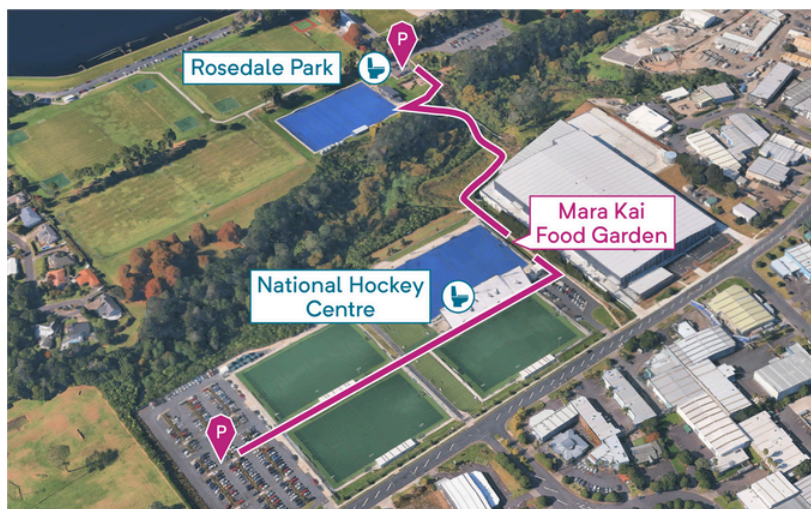 P
Rosedale Park
Mara Kai
Food Garden
National Hockey
Centre
P